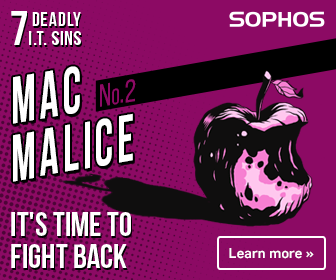 7 DEADLY
I.T. SINS
SOPHOS
MAC
No.2
MALICE
IT'S TIME TO
FIGHT BACK
Learn more »